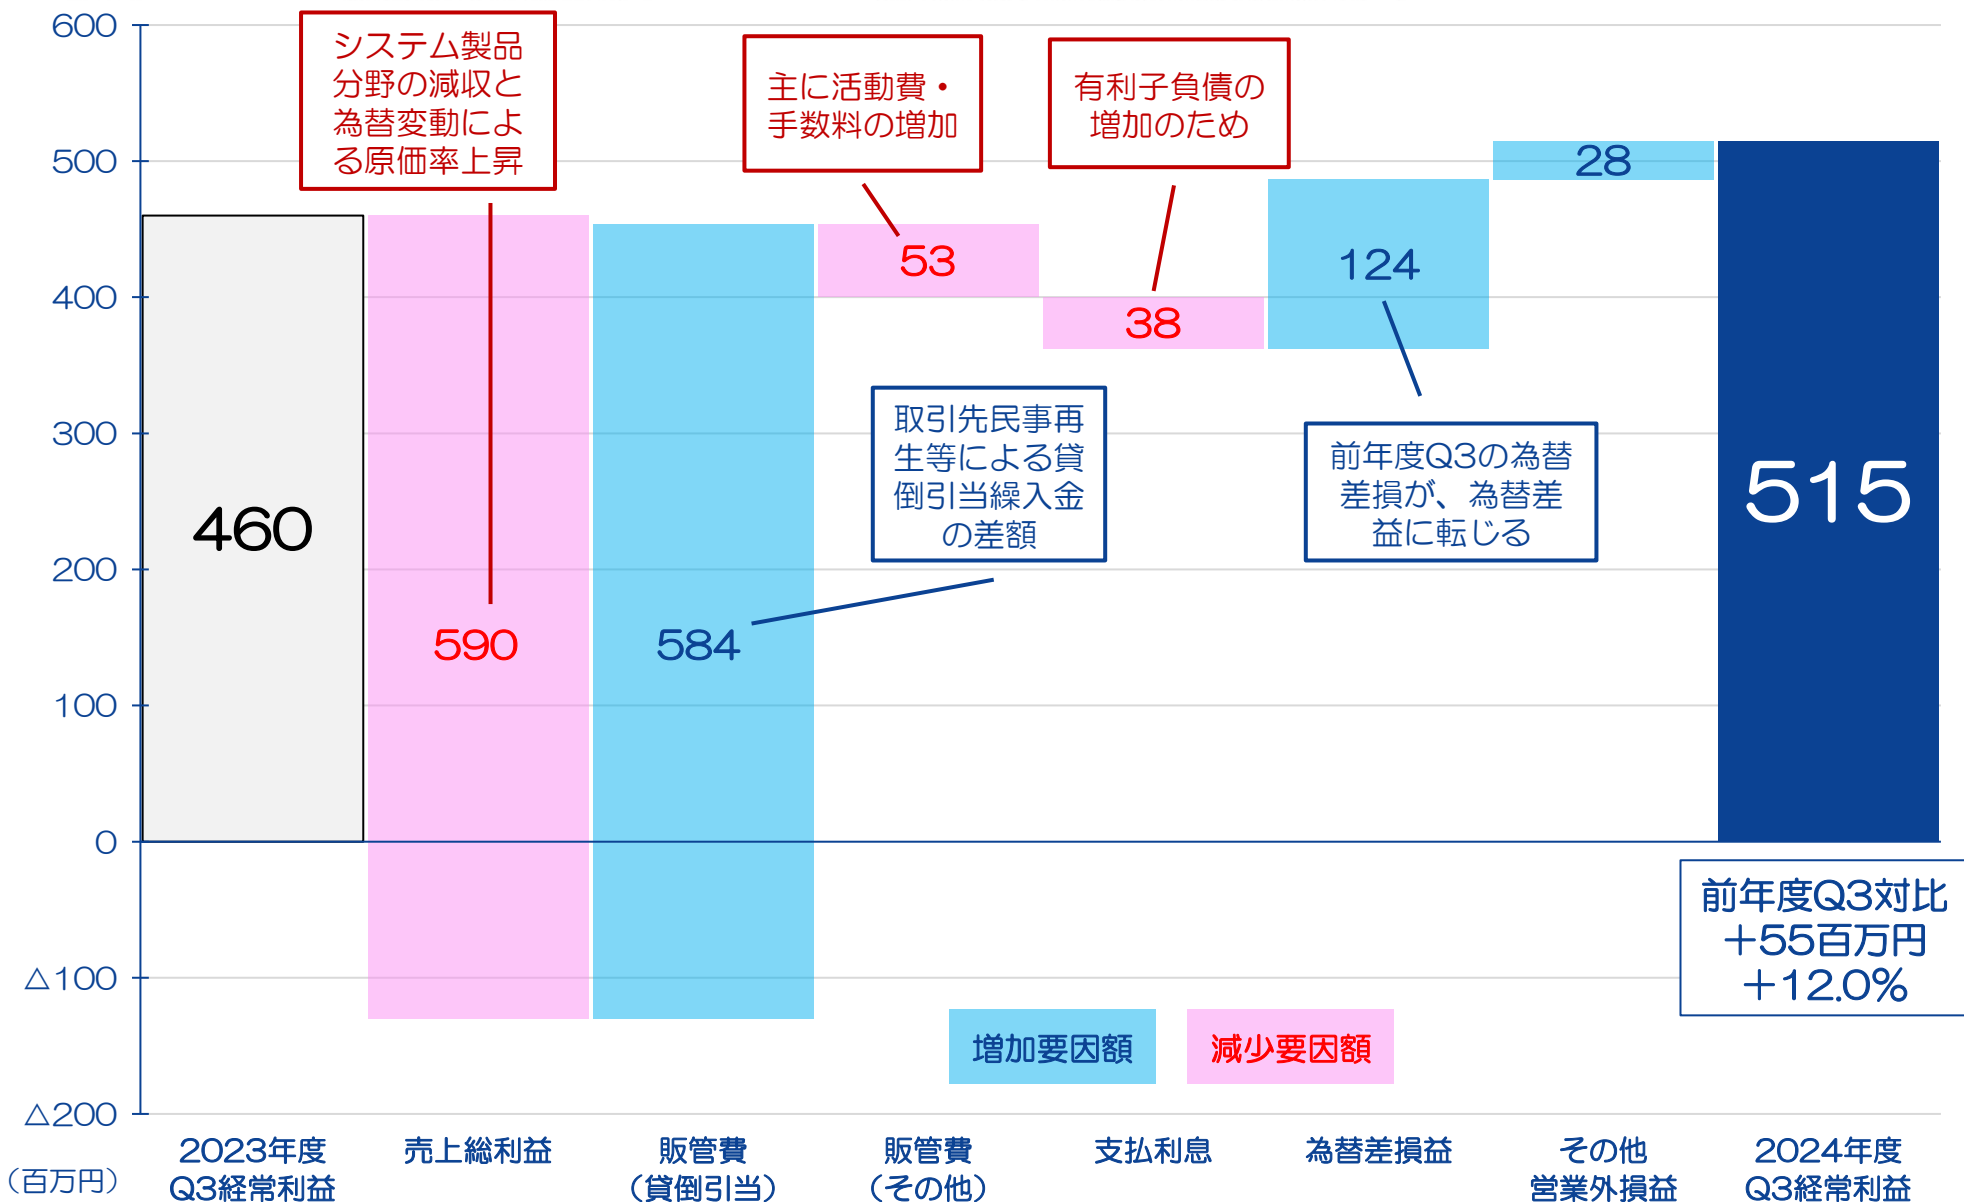 600
500
400
300
200
100
0
△100
△200
（百万円）
システム製品
分野の減収と
為替変動によ
る原価率上昇
主に活動費・
手数料の増加
有利子負債の
増加のため
取引先民事再
生等による貸
倒引当繰入金
の差額
前年度Q3の為替
差損が、為替差
益に転じる
460
590
584
53
38
124
28
515
前年度Q3対比
＋55百万円
＋12.0%
増加要因額
減少要因額
2023年度
Q3経常利益
売上総利益
販管費
（貸倒引当）
販管費
（その他）
支払利息
為替差損益
その他
営業外損益
2024年度
Q3経常利益